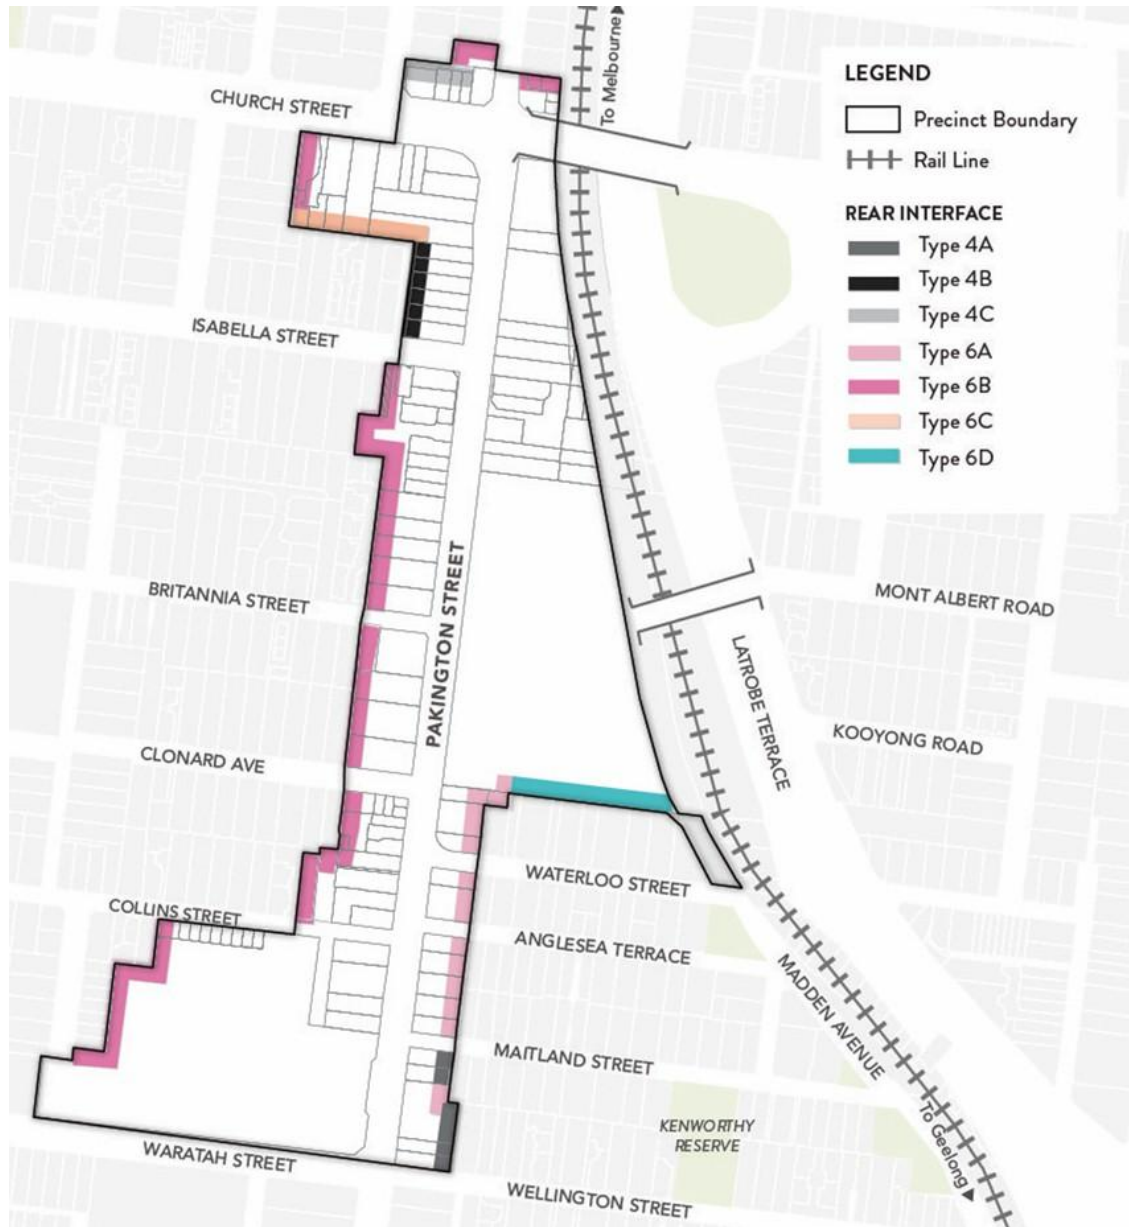 To Melbourne
CHURCH STREET
LEGEND
Precinct Boundary
Rail Line
REAR INTERFACE
Type 4A
Type 4B
Type 4C
Type 6A
Type 6B
Type 6C
Type 6D
ISABELLA STREET
BRITANNIA STREET
PAKINGTON STREET
MONT ALBERT ROAD
LATROBE TERRACE
KOOYONG ROAD
CLONARD AVE
WATERLOO STREET
COLLINS STREET
ANGLESEA TERRACE
MADDEN AVENUE
MAITLAND STREET
To Geelong
KENWORTHY
RESERVE
WARATAH STREET
WELLINGTON STREET